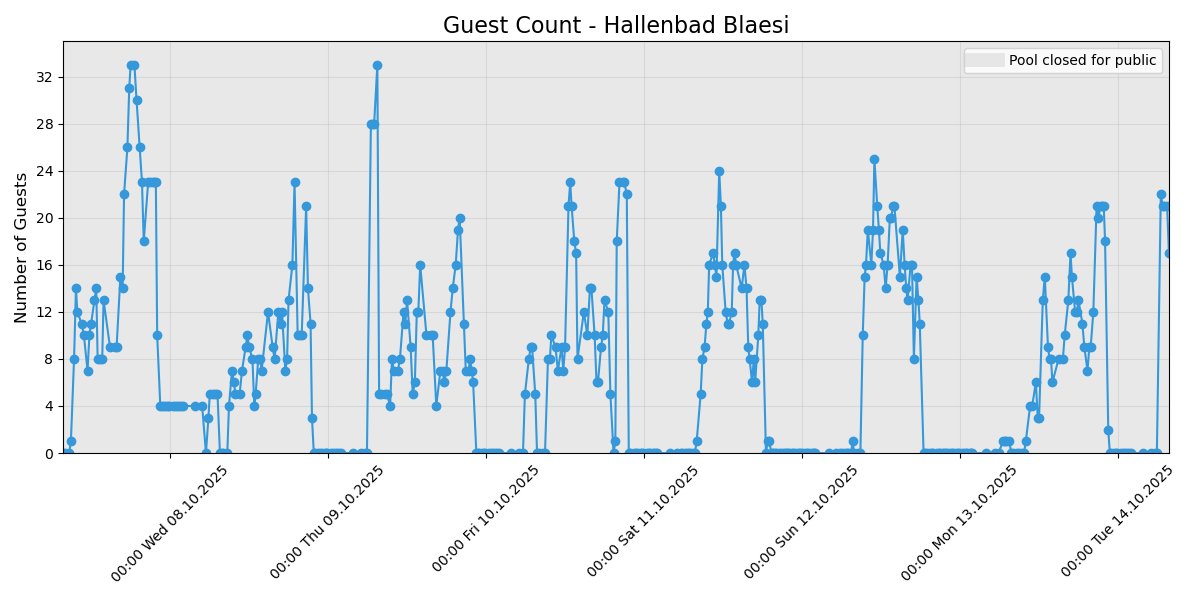 Guest Count - Hallenbad Blaesi
Pool closed for public
Number of Guests
32
28
24
20
16
12
8
4
0
00:00 Wed 08.10.2025
00:00 Thu 09.10.2025
00:00 Fri 10.10.2025
00:00 Sat 11.10.2025
00:00 Sun 12.10.2025
00:00 Mon 13.10.2025
00:00 Tue 14.10.2025